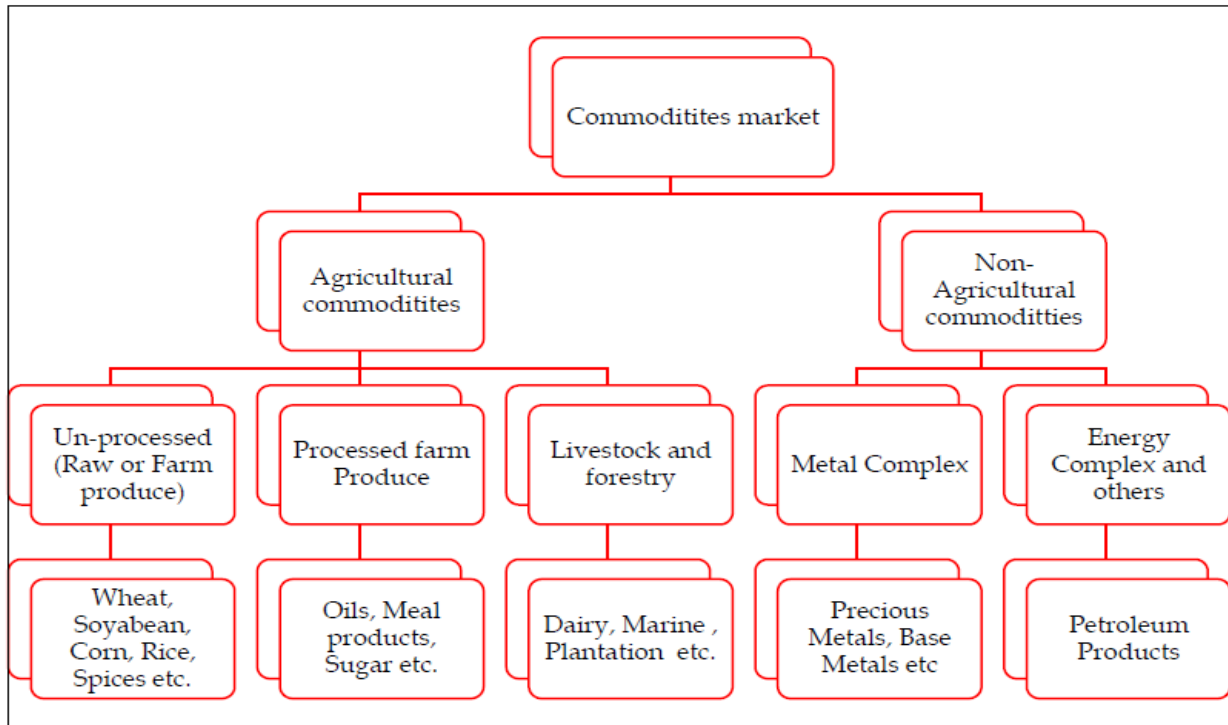 Commoditites market
Agricultural
commoditites
Non-
Agricultural
commoditties
Un-processed
(Raw or Farm
produce)
Processed farm
Produce
Livestock and
forestry
Metal Complex
Energy
Complex and
others
Wheat,
Soyabean,
Corn, Rice,
Spices etc.
Oils, Meal
products,
Sugar etc.
Dairy, Marine ,
Plantation etc.
Precious
Metals, Base
Metals etc
Petroleum
Products